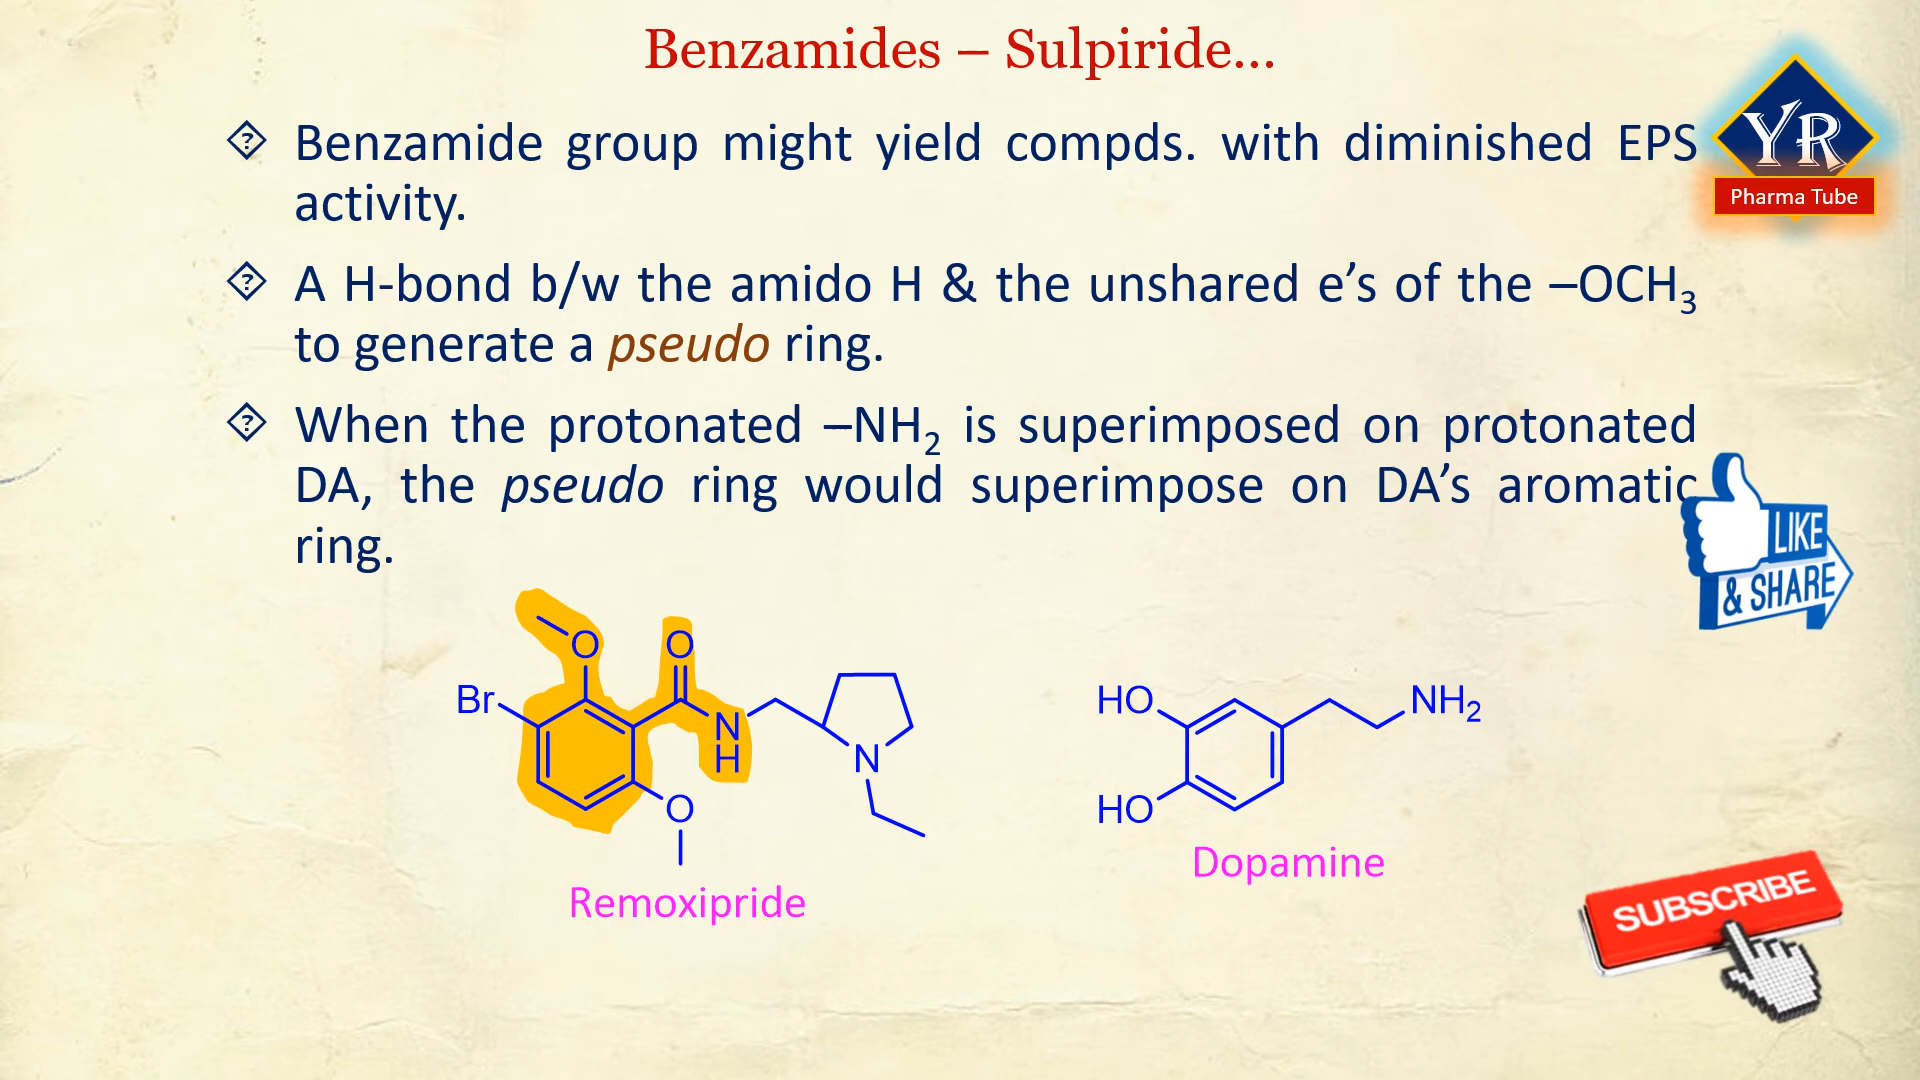 Benzamides – Sulpiride...
YR
Pharma Tube
Benzamide group might yield compds. with diminished EPS
activity.
A H-bond b/w the amido H & the unshared e’s of the –OCH3
to generate a pseudo ring.
When the protonated –NH2 is superimposed on protonated
DA, the pseudo ring would superimpose on DA’s aromatic
ring.
LIKE
& SHARE
O
O
Br
N
H
N
O
Remoxipride
HO
NH2
HO
Dopamine
SUBSCRIBE